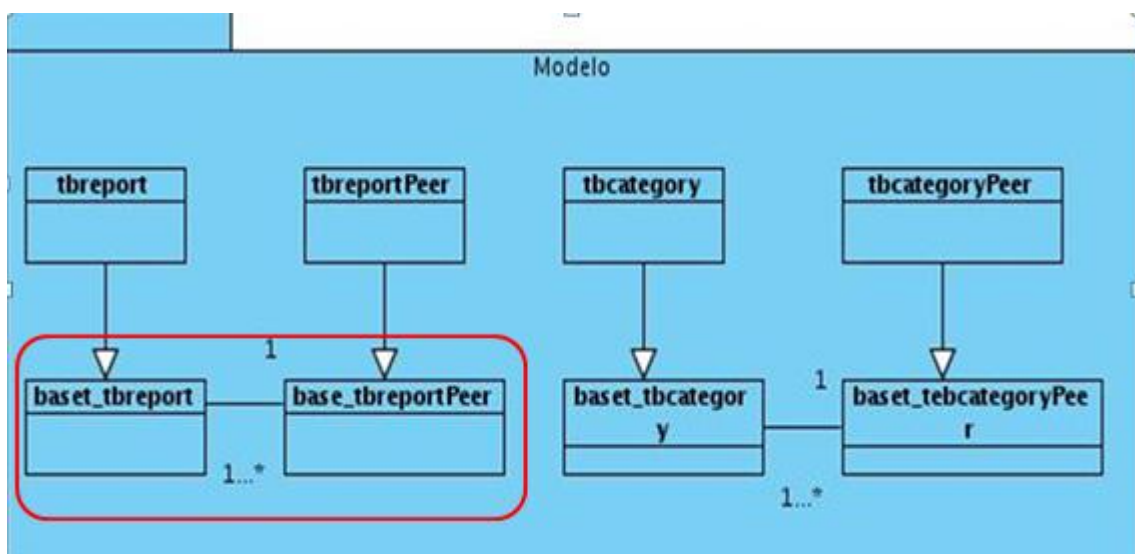 Modelo
tbreport
tbreportPeer
tbcategory
tbcategoryPeer
1
1
baset_tbreport
base_tbreportPeer
baset_tbcategor
y
baset_tebcategoryPee
r
1...*
1...*